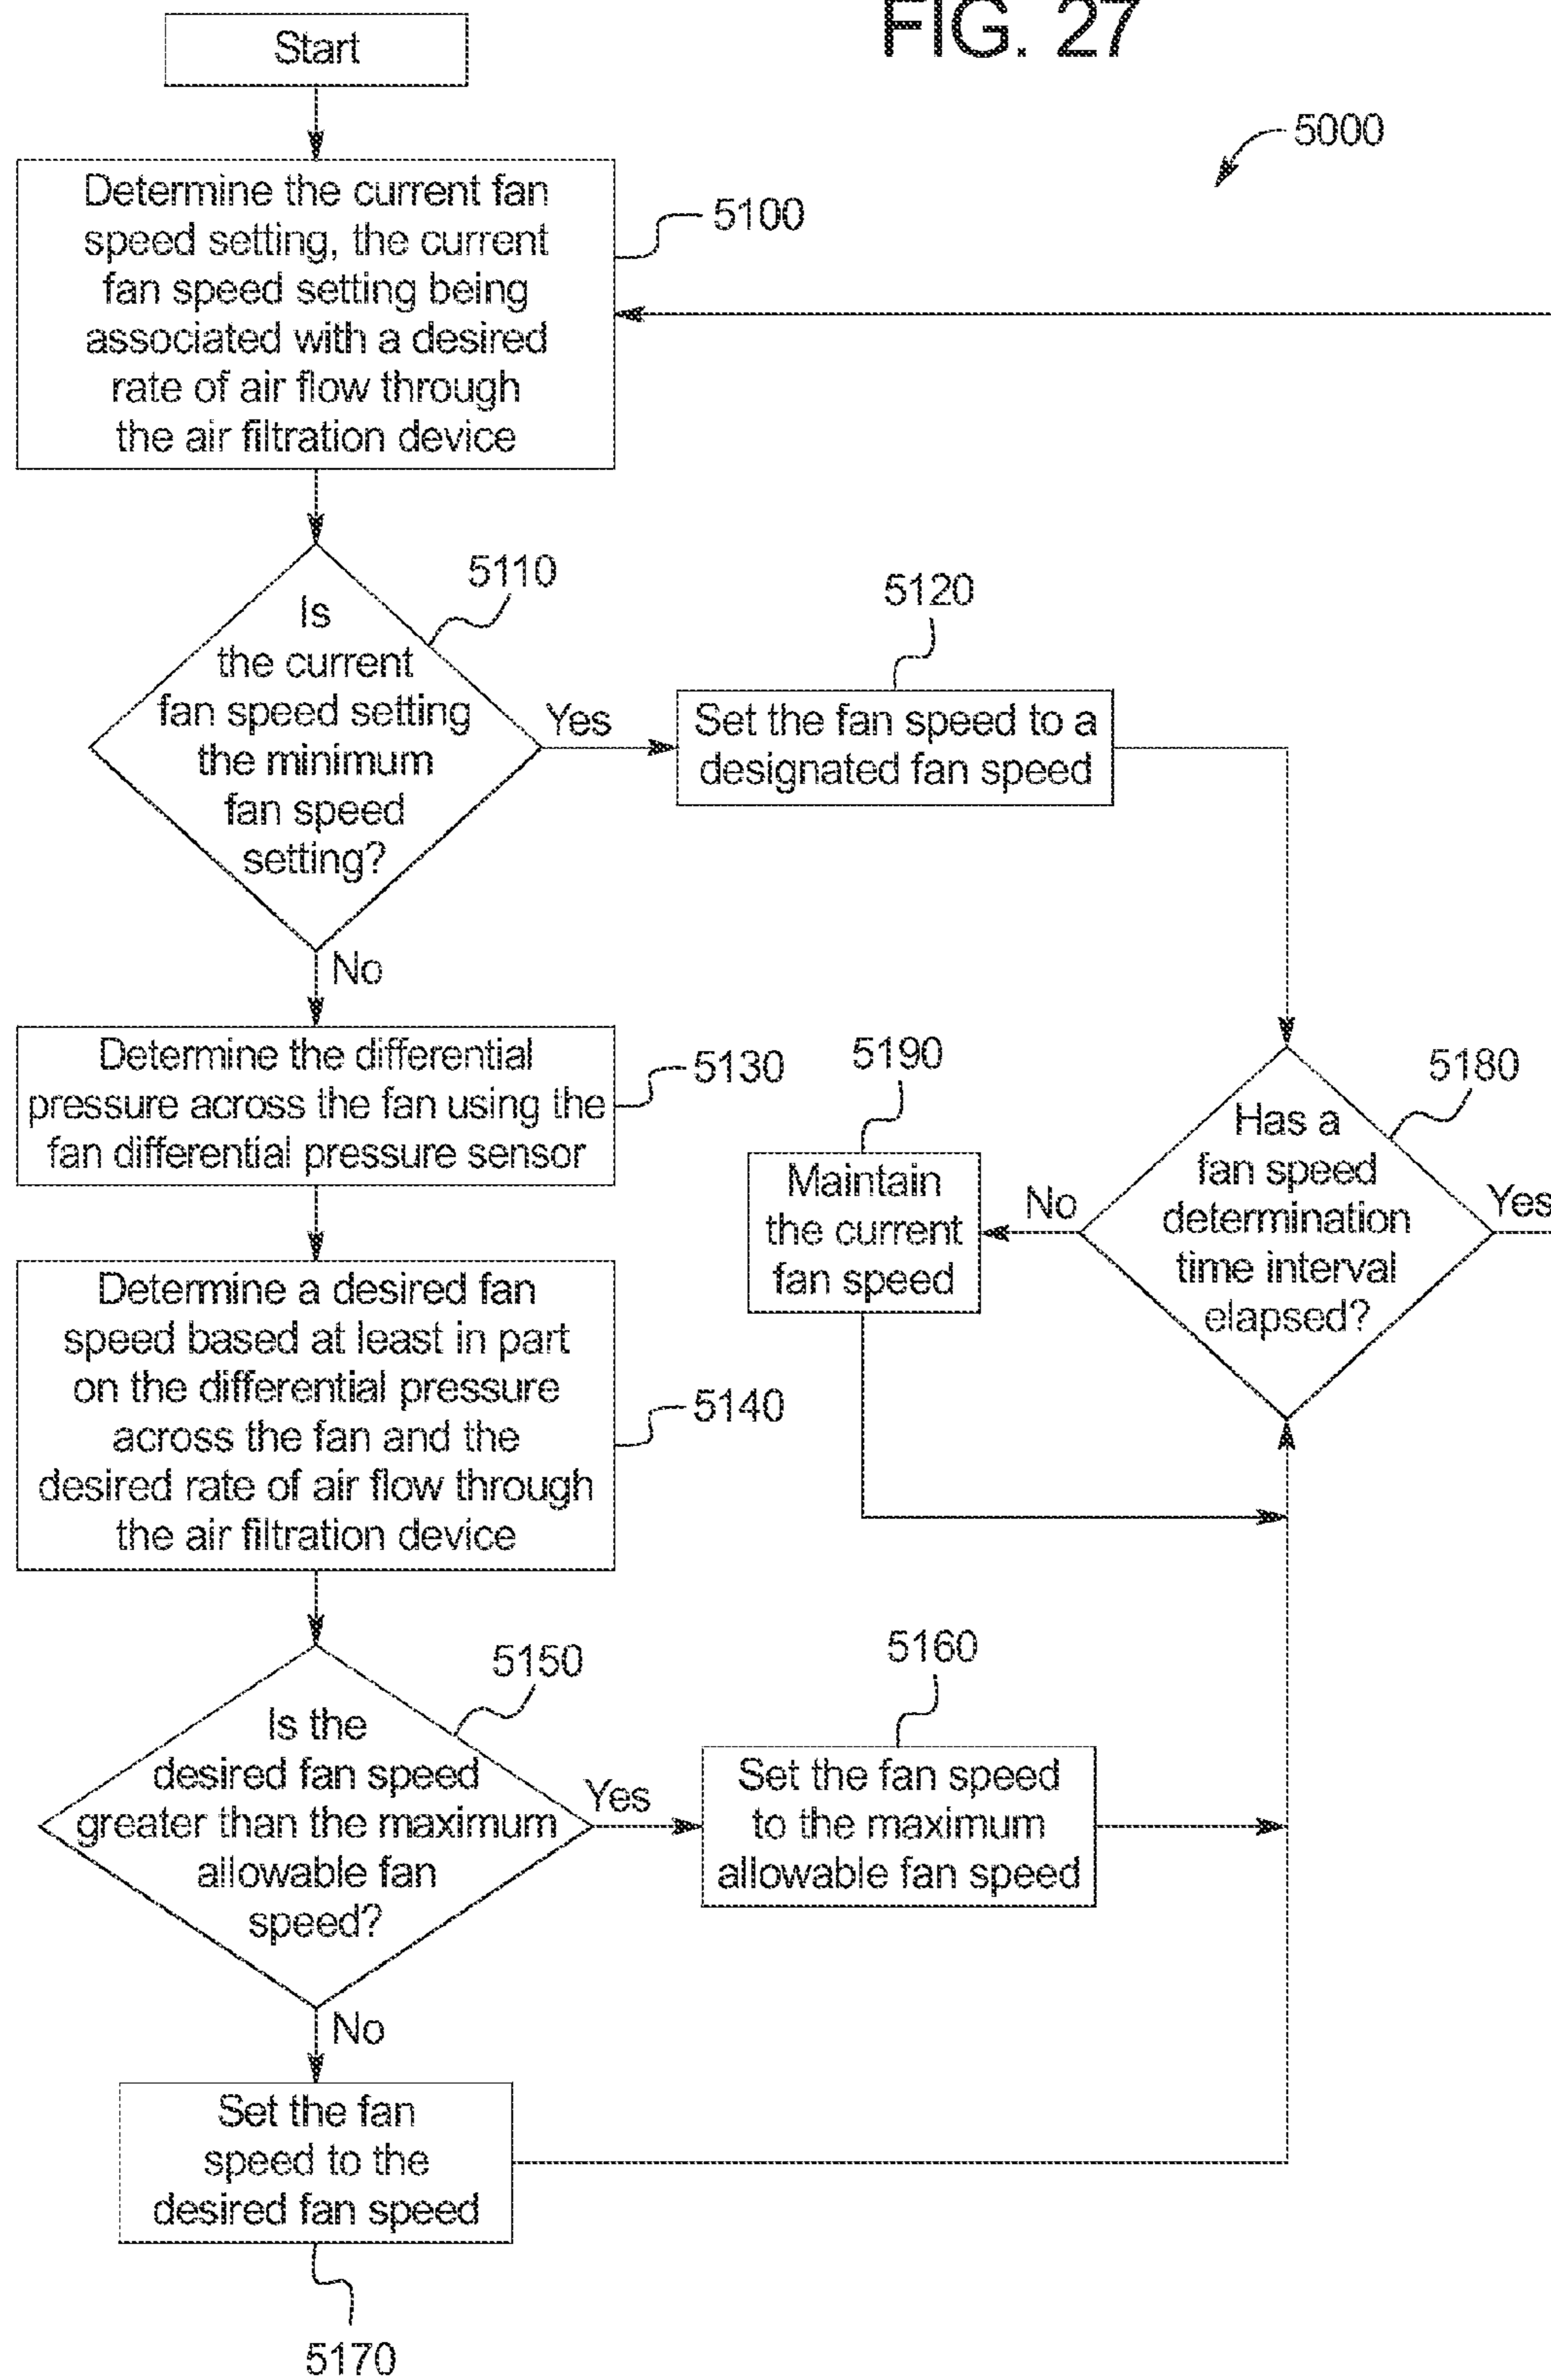 FIG. 27
Start
5000
Determine the current fan
speed setting, the current
fan speed setting being
associated with a desired
rate of air flow through
the air filtration device
5100
Is
the current
fan speed setting
the minimum
fan speed
setting?
5110
Yes
No
5120
Set the fan speed to a
designated fan speed
Determine the differential
pressure across the fan using the
fan differential pressure sensor
5130
5190
Maintain
the current
fan speed
No
5180
Has a
fan speed
determination
time interval
elapsed?
Yes
Determine a desired fan
speed based at least in part
on the differential pressure
across the fan and the
desired rate of air flow through
the air filtration device
5140
Is the
desired fan speed
greater than the maximum
allowable fan
speed?
5150
Yes
No
5160
Set the fan speed
to the maximum
allowable fan speed
Set the fan
speed to the
desired fan speed
5170